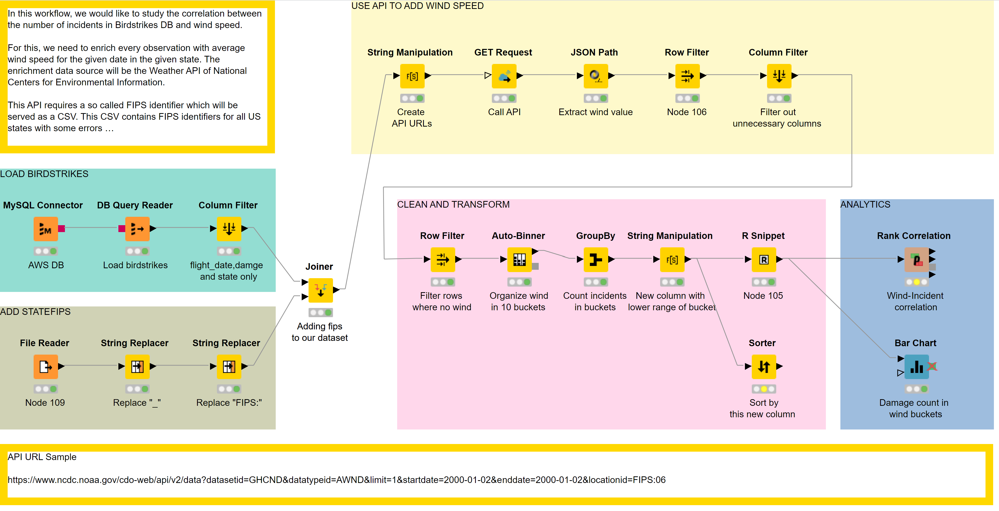 In this workflow, we would like to study the correlation between
the number of incidents in Birdstrikes DB and wind speed.
For this, we need to enrich every observation with average
wind speed for the given date in the given state. The
enrichment data source will be the Weather API of National
Centers for Environmental Information.
This API requires a so called FIPS identifier which will be
served as a CSV. This CSV contains FIPS identifiers for all US
states with some errors …
USE API TO ADD WIND SPEED
String Manipulation
F[S]
Create
API URLs
GET Request
Call API
JSON Path
Extract wind value
Row Filter
Node 106
Column Filter
Filter out
unnecessary columns
LOAD BIRDSTRIKES
MySQL Connector
M
AWS DB
DB Query Reader
Load birdstrikes
Column Filter
flight_date,damge
and state only
ADD STATEFIPS
File Reader
Node 109
String Replacer
Replace "_"
String Replacer
Replace "FIPS:"
Joiner
Adding fips
to our dataset
CLEAN AND TRANSFORM
Row Filter
Filter rows
where no wind
Auto-Binner
Organize wind
in 10 buckets
GroupBy
Count incidents
in buckets
String Manipulation
F[S]
New column with
lower range of bucket
R Snippet
R
Node 105
Sorter
Sort by
this new column
ANALYTICS
Rank Correlation
ρ
Wind-Incident
correlation
Bar Chart
Damage count in
wind buckets
API URL Sample
https://www.ncdc.noaa.gov/cdo-web/api/v2/data?datasetid=GHCND&datatypeid=AWND&limit=1&startdate=2000-01-02&enddate=2000-01-02&locationid=FIPS:06